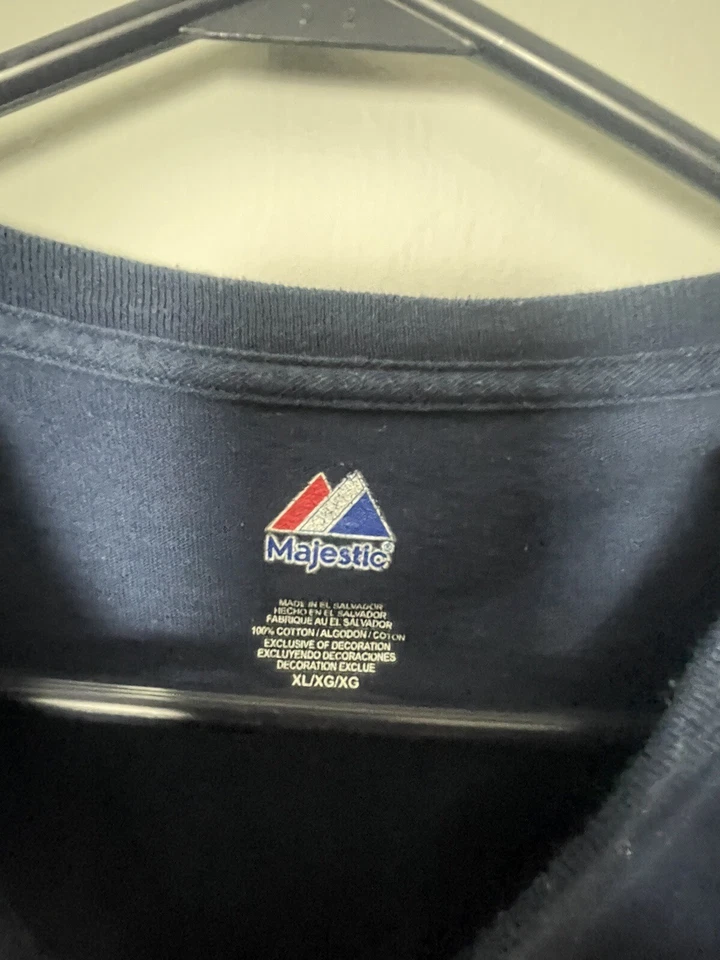 Majestic®
MADE IN EL SALVADOR
HECHO EN EL SALVADOR
FABRIQUE AU EL SALVADOR
100% COTTON / ALGODON / COTON
EXCLUSIVE OF DECORATION
EXCLUYENDO DECORACIONES
DECORATION EXCLUE
XL/XG/XG